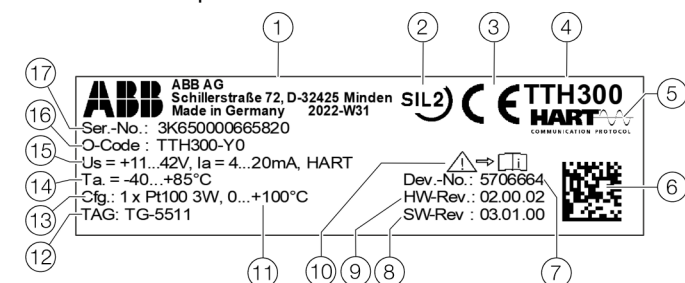 1
2
3
4
17
ABB
ABB AG
Schillerstraße 72, D-32425 Minden
Made in Germany 2022-W31
SIL2
CE
TTH300
HART
COMMUNICATION PROTOCOL
5
16
Ser.-No.: 3K650000665820
O-Code : TTH300-Y0
15
Us = +11...42V, Ia = 4...20mA, HART
14
Ta. = -40...+85°C
Dev.-No.: 5706664
6
13
Cfg.: 1 x Pt100 3W, 0...+100°C
HW-Rev.: 02.00.02
12
TAG: TG-5511
SW-Rev : 03.01.00
11
10
9
8
7